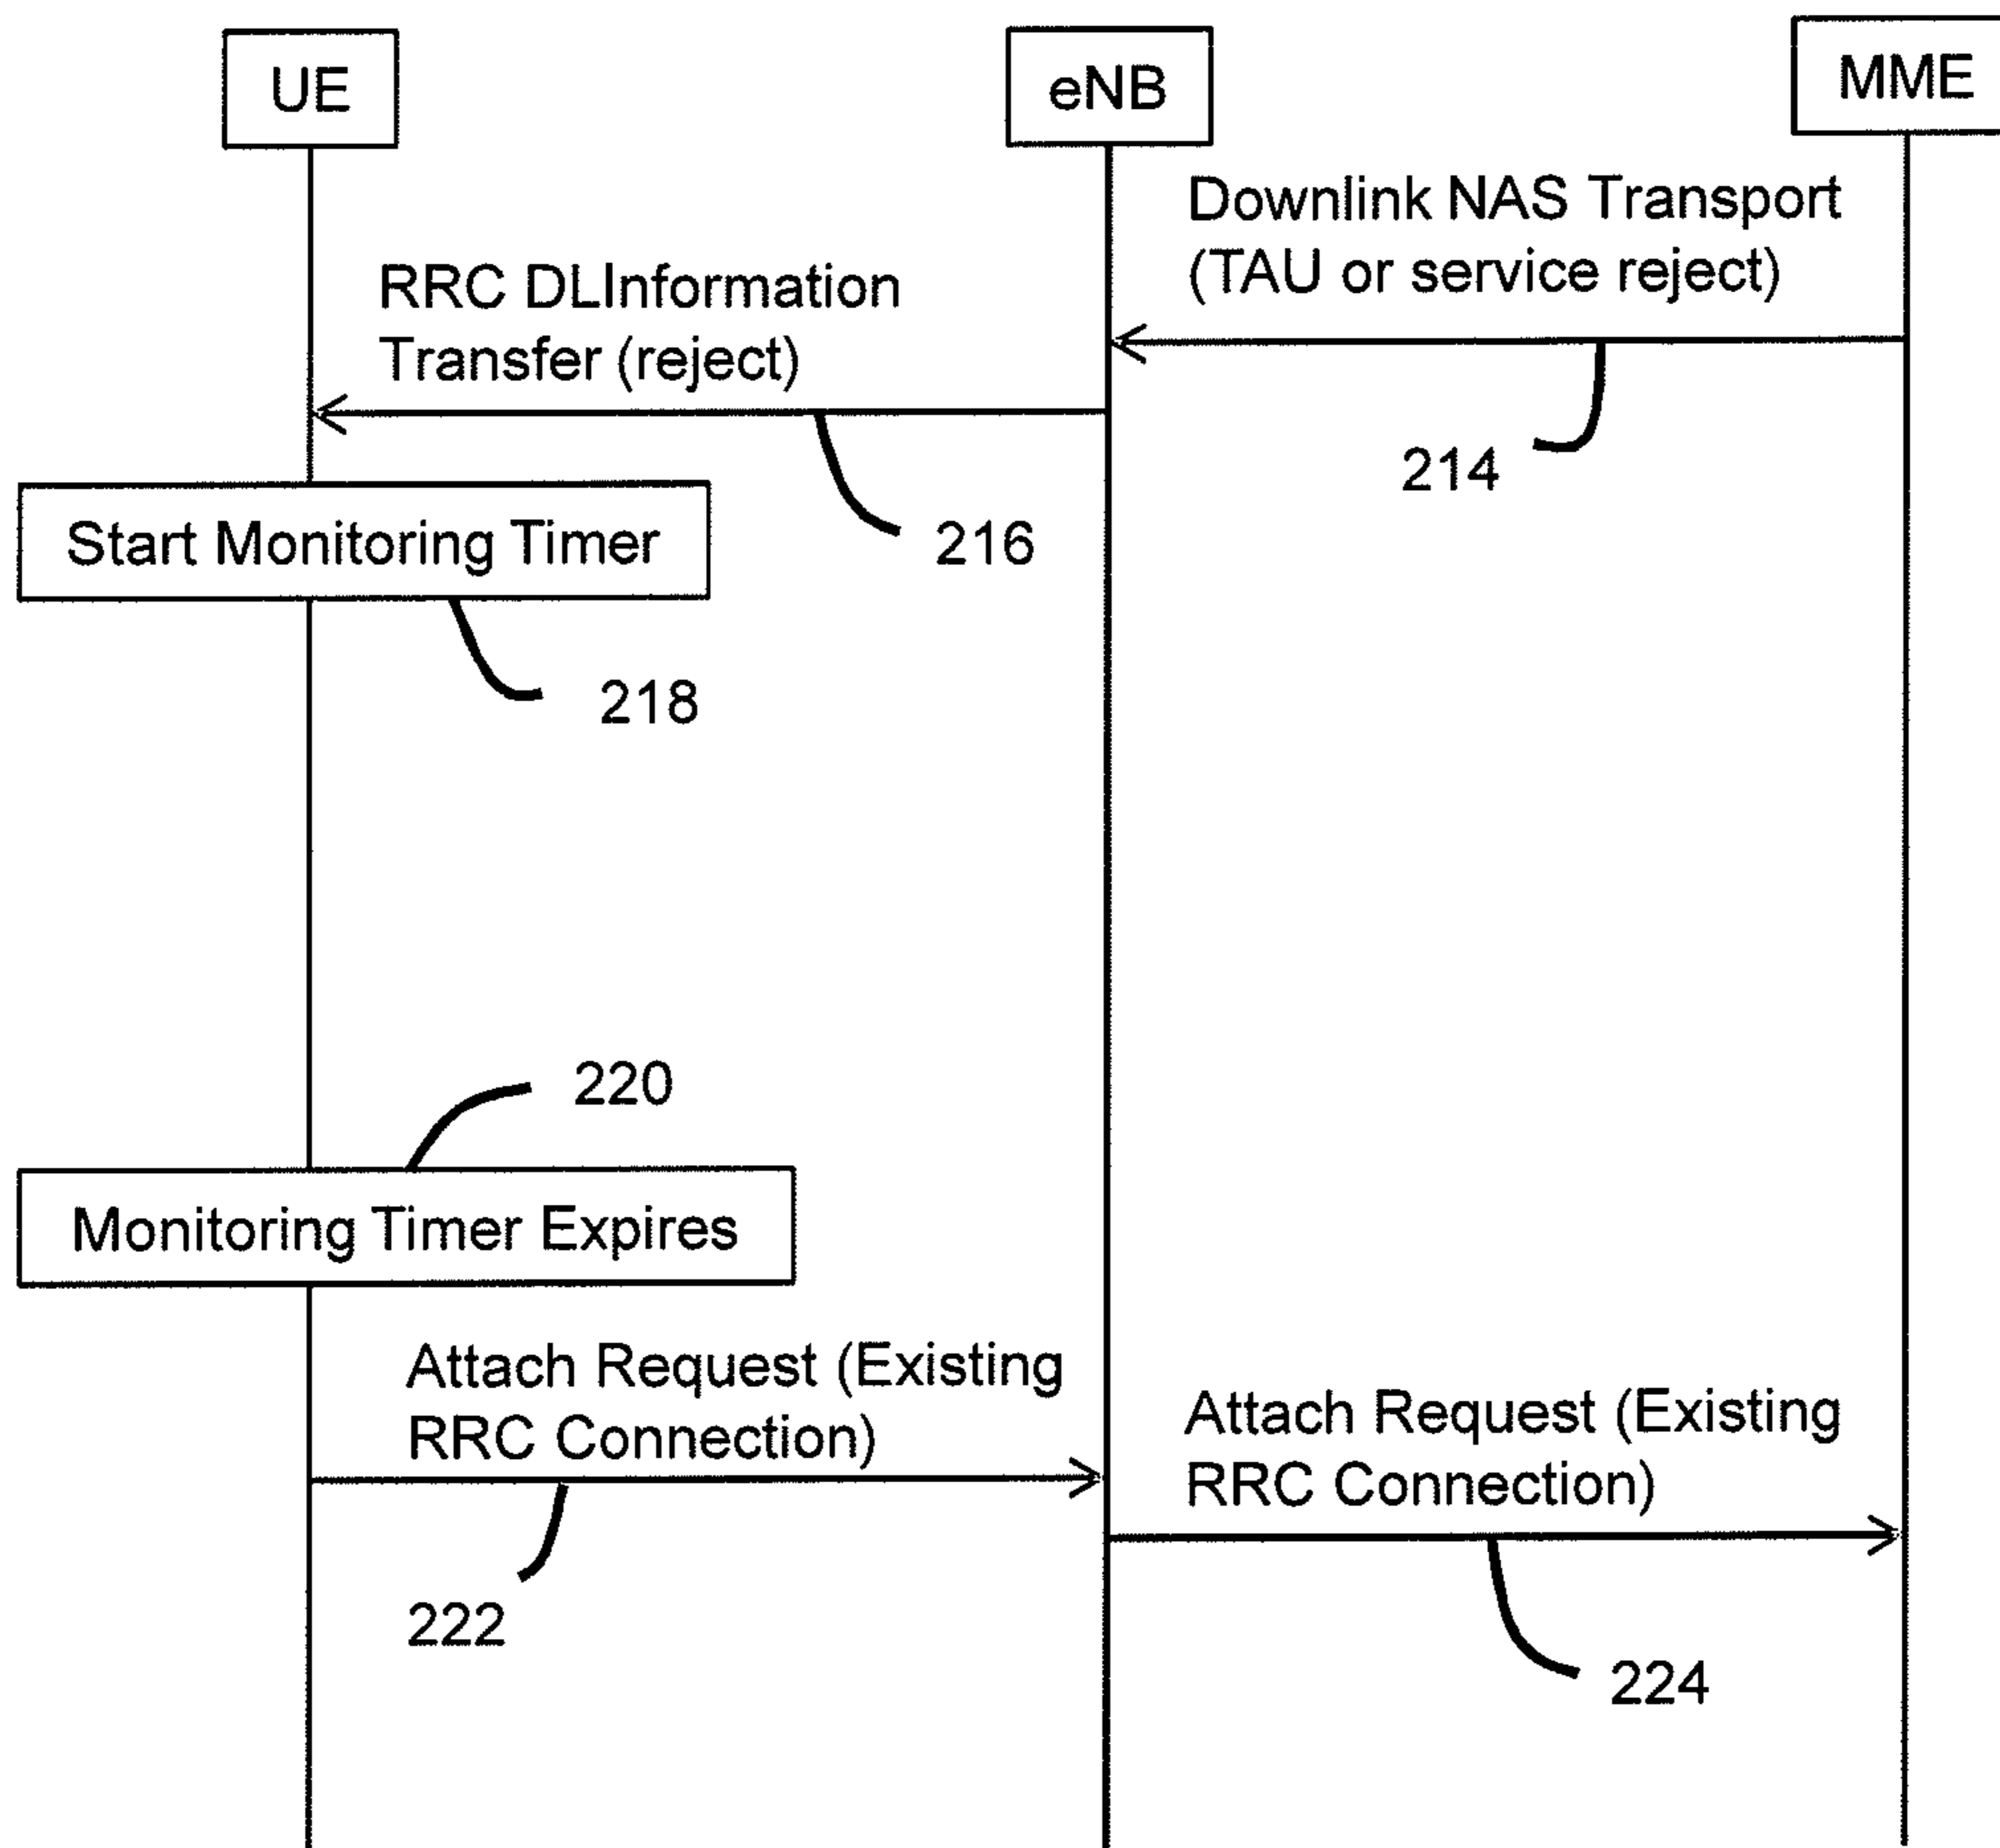 UE
eNB
MME
Downlink NAS Transport
(TAU or service reject)
RRC DLInformation
Transfer (reject)
214
216
Start Monitoring Timer
218
220
Monitoring Timer Expires
Attach Request (Existing
RRC Connection)
Attach Request (Existing
RRC Connection)
222
224